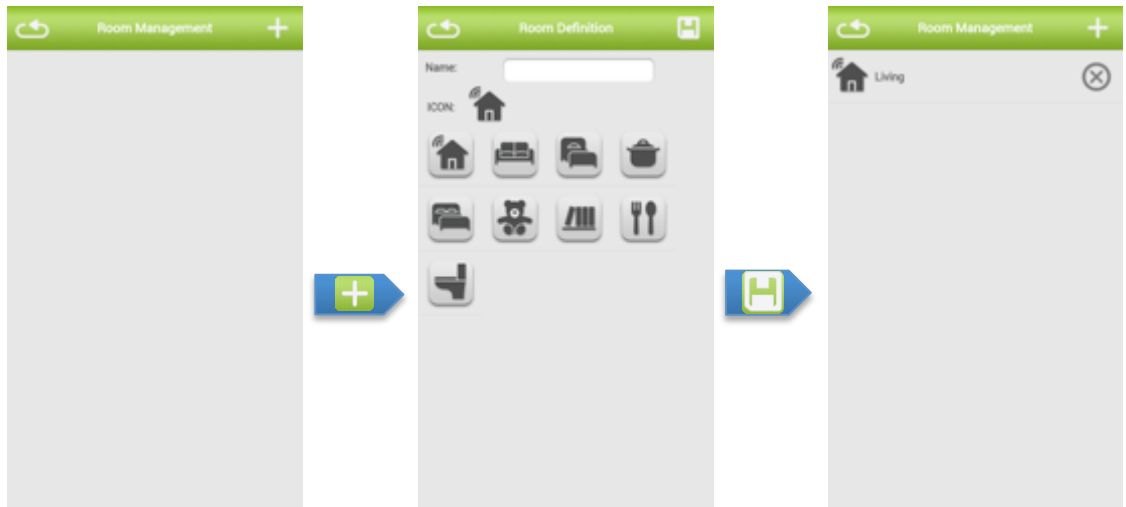 Room Management
Room Definition
Name:
ICON:
Room Management
Living